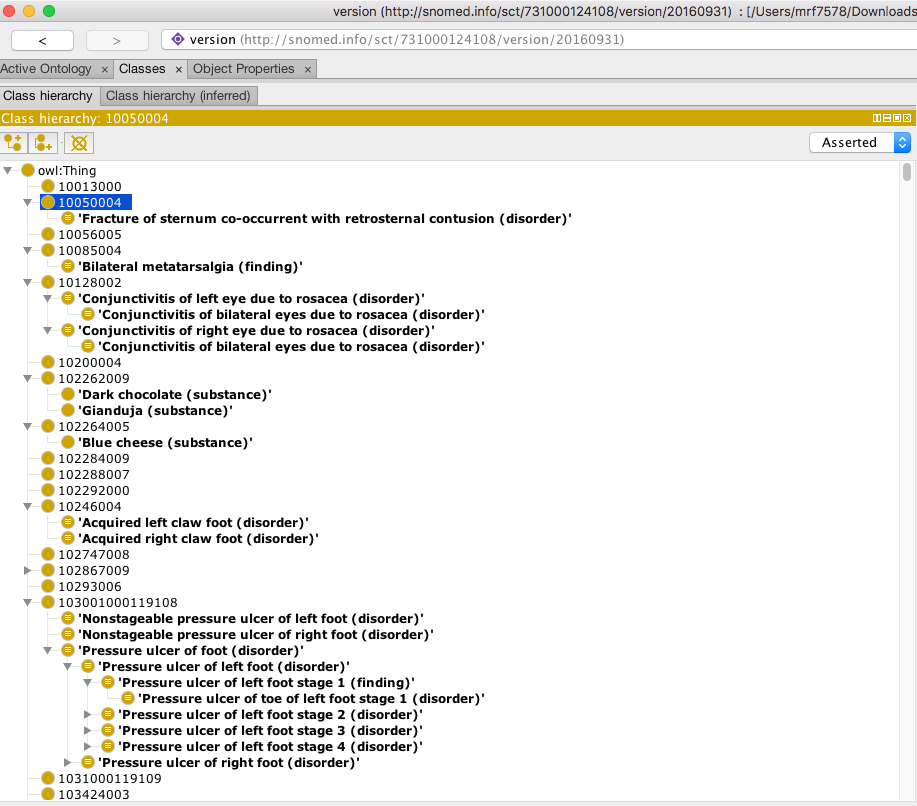 version (http://snomed.info/sct/731000124108/version/20160931) : [/Users/mrf7578/Downloads
< > version (http://snomed.info/sct/731000124108/version/20160931)
Active Ontology × Classes × Object Properties ×
Class hierarchy Class hierarchy (inferred)
Class hierarchy: 10050004
Asserted
owl:Thing
10013000
10050004
'Fracture of sternum co-occurrent with retrosternal contusion (disorder)'
10056005
10085004
'Bilateral metatarsalgia (finding)'
10128002
'Conjunctivitis of left eye due to rosacea (disorder)'
'Conjunctivitis of bilateral eyes due to rosacea (disorder)'
'Conjunctivitis of right eye due to rosacea (disorder)'
'Conjunctivitis of bilateral eyes due to rosacea (disorder)'
10200004
102262009
'Dark chocolate (substance)'
'Gianduja (substance)'
102264005
'Blue cheese (substance)'
102284009
102288007
102292000
10246004
'Acquired left claw foot (disorder)'
'Acquired right claw foot (disorder)'
102747008
102867009
10293006
103001000119108
'Nonstageable pressure ulcer of left foot (disorder)'
'Nonstageable pressure ulcer of right foot (disorder)'
'Pressure ulcer of foot (disorder)'
'Pressure ulcer of left foot (disorder)'
'Pressure ulcer of left foot stage 1 (finding)'
'Pressure ulcer of toe of left foot stage 1 (disorder)'
'Pressure ulcer of left foot stage 2 (disorder)'
'Pressure ulcer of left foot stage 3 (disorder)'
'Pressure ulcer of left foot stage 4 (disorder)'
'Pressure ulcer of right foot (disorder)'
1031000119109
103424003